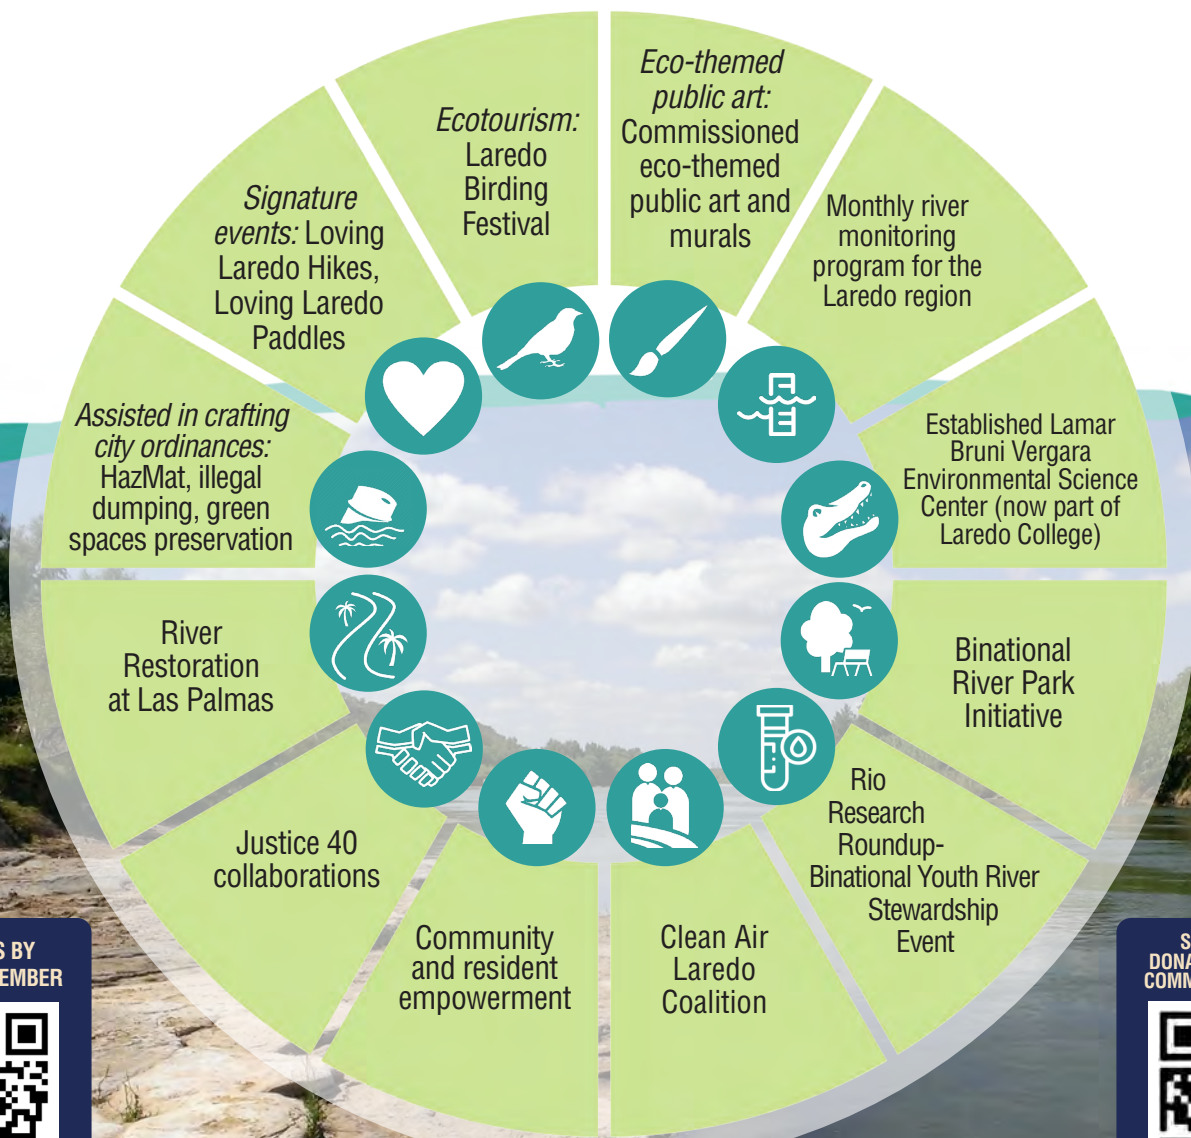 Eco-themed
public art:
Commissioned
eco-themed
public art and
murals
Monthly river
monitoring
program for the
Laredo region
Established Lamar
Bruni Vergara
Environmental Science
Center (now part of
Laredo College)
Binational
River Park
Initiative
Rio
Research
Roundup-
Binational Youth River
Stewardship
Event
Clean Air
Laredo
Coalition
Community
and resident
empowerment
Justice 40
collaborations
River
Restoration
at Las Palmas
Assisted in crafting
city ordinances:
HazMat, illegal
dumping, green
spaces preservation
Signature
events: Loving
Laredo Hikes,
Loving Laredo
Paddles
Ecotourism:
Laredo
Birding
Festival
BY